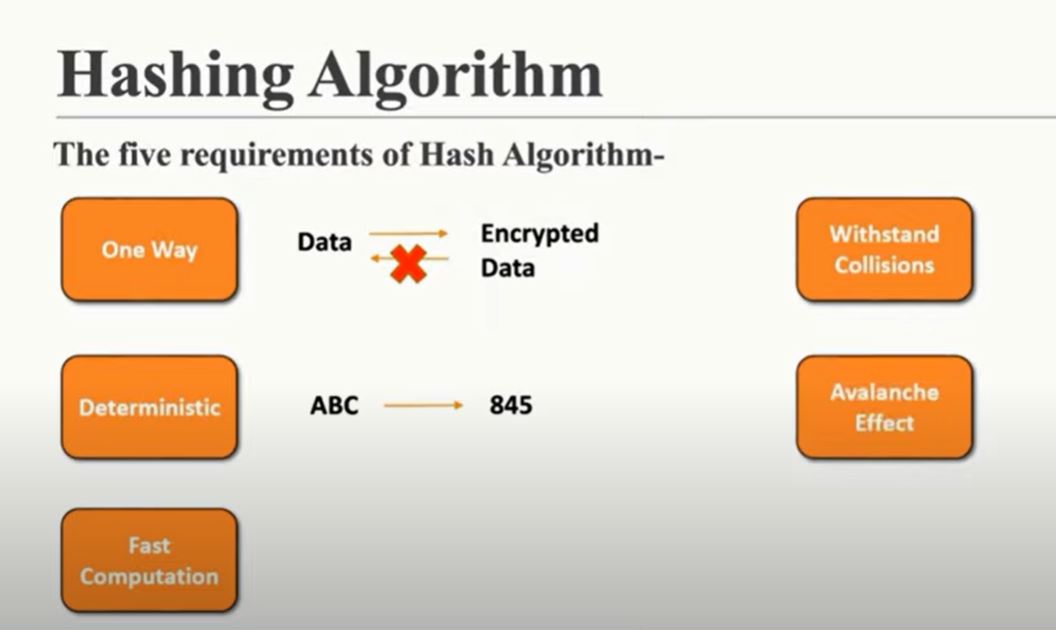 Hashing Algorithm
The five requirements of Hash Algorithm-
One Way
Data
Encrypted
Data
Withstand
Collisions
Deterministic
ABC
845
Avalanche
Effect
Fast
Computation